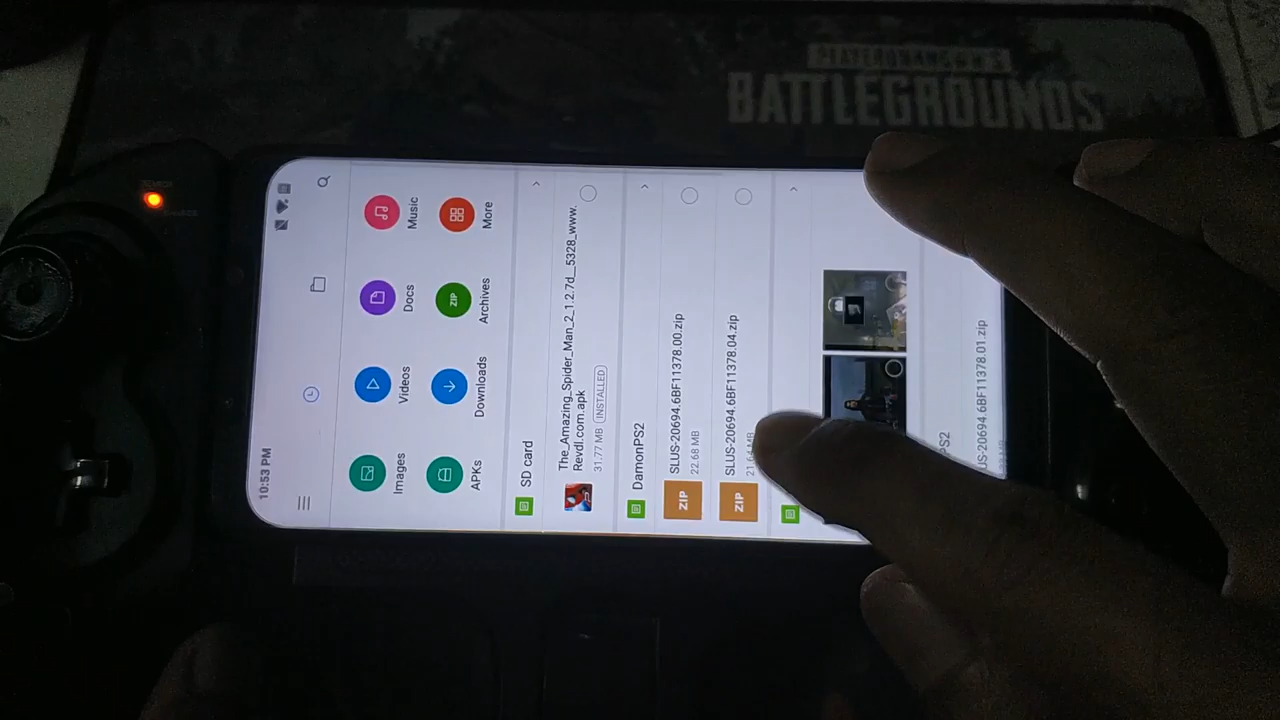 PLAYERUNKNOWN'S
BATTLEGROUNDS
10:53 PM
Images
Videos
Docs
Music
APKs
Downloads
Archives
ZIP
More
SD card
The_Amazing_Spider_Man_2_1.2.7d_5328_www.
Revdl.com.apk
31.77 MB INSTALLED
DamonPS2
ZIP
SLUS-20694.6BF11378.00.zip
22.68 MB
ZIP
SLUS-20694.6BF11378.04.zip
PS2
SLUS-20694.6BF11378.01.zip